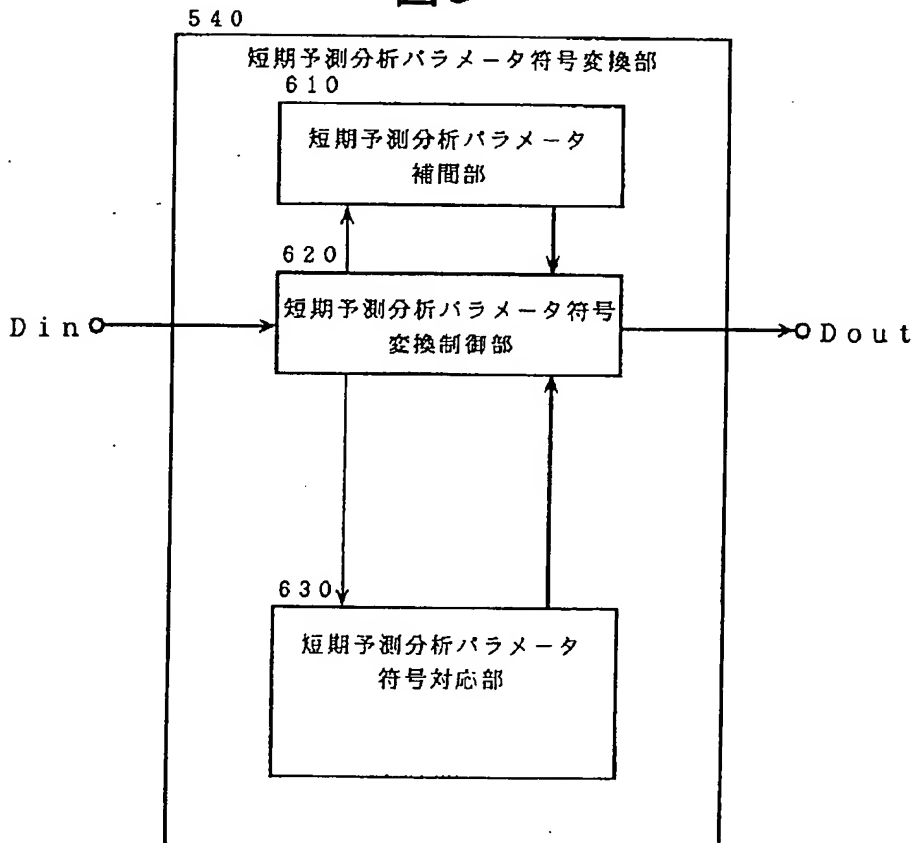 540
短期予測分析パラメータ符号変換部
610
短期予測分析パラメータ
補間部
620
短期予測分析パラメータ符号
変換制御部
Din
Dout
630
短期予測分析パラメータ
符号対応部